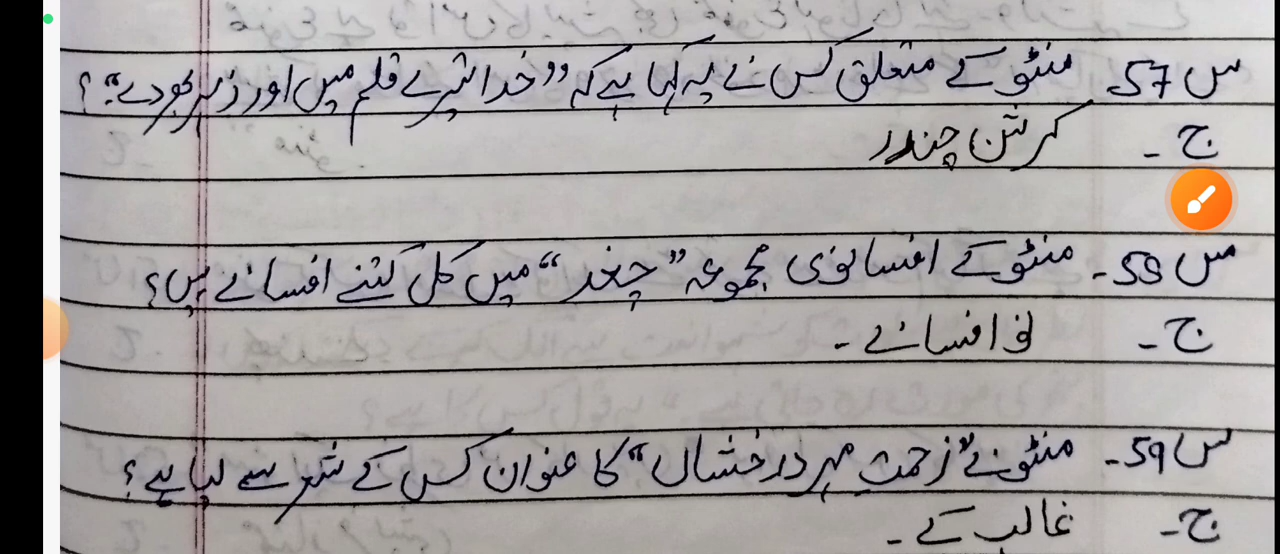 س 57۔ منٹو کے متعلق کس نے یہ کہا ہے کہ ”خدا تیرے قلم میں اور زہر بھر دے“؟
ج۔ کرشن چندر
س 58۔ منٹو کے افسانوی مجموعہ ”چغد“ میں کل کتنے افسانے ہیں؟
ج۔ نو افسانے۔
س 59۔ منٹو نے ”زحمتِ مہر درخشاں“ کا عنوان کس کے شعر سے لیا ہے؟
ج۔ غالب کے۔